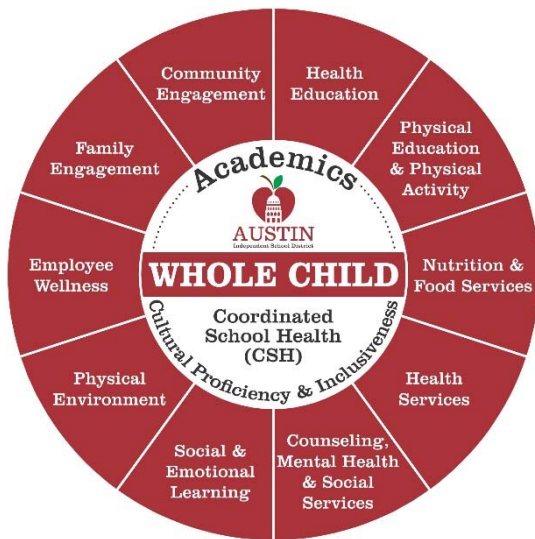 Health
Education
Physical
Education
& Physical
Activity
Nutrition &
Food Services
Health
Services
Counseling,
Mental Health
& Social
Services
Social &
Emotional
Learning
Physical
Environment
Employee
Wellness
Family
Engagement
Community
Engagement
Academics
AUSTIN
Independent School District
WHOLE CHILD
Coordinated
School Health
(CSH)
Cultural Proficiency & Inclusiveness